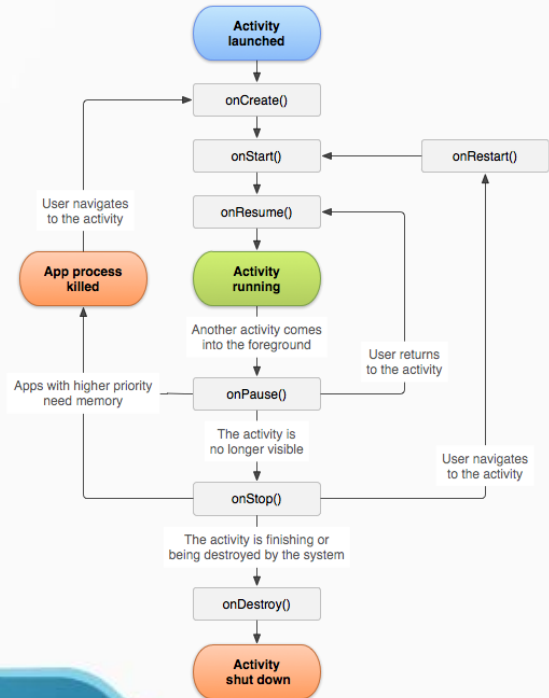 Activity
launched
onCreate()
onStart()
onRestart()
onResume()
User navigates
to the activity
App process
killed
Activity
running
Another activity comes
into the foreground
User returns
to the activity
Apps with higher priority
need memory
onPause()
The activity is
no longer visible
User navigates
to the activity
onStop()
The activity is finishing or
being destroyed by the system
onDestroy()
Activity
shut down